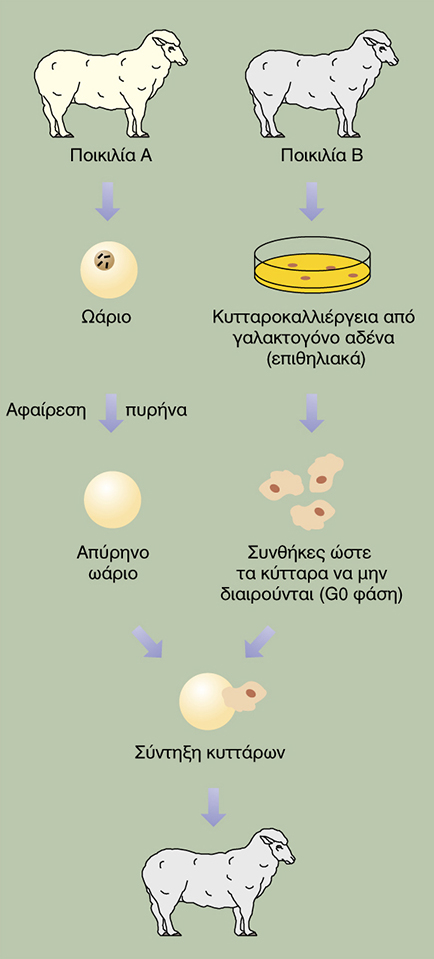 Ποικιλία Α
Ποικιλία Β
Ωάριο
Κυτταροκαλλιέργεια από
γαλακτογόνο αδένα
(επιθηλιακά)
Αφαίρεση πυρήνα
Απύρηνο
ωάριο
Συνθήκες ώστε
τα κύτταρα να μην
διαιρούνται (G0 φάση)
Σύντηξη κυττάρων